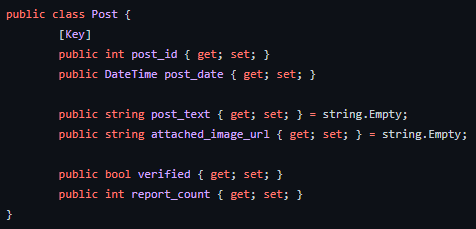 public class Post {
[Key]
public int post_id { get; set; }
public DateTime post_date { get; set; }
public string post_text { get; set; } = string.Empty;
public string attached_image_url { get; set; } = string.Empty;
public bool verified { get; set; }
public int report_count { get; set; }
}